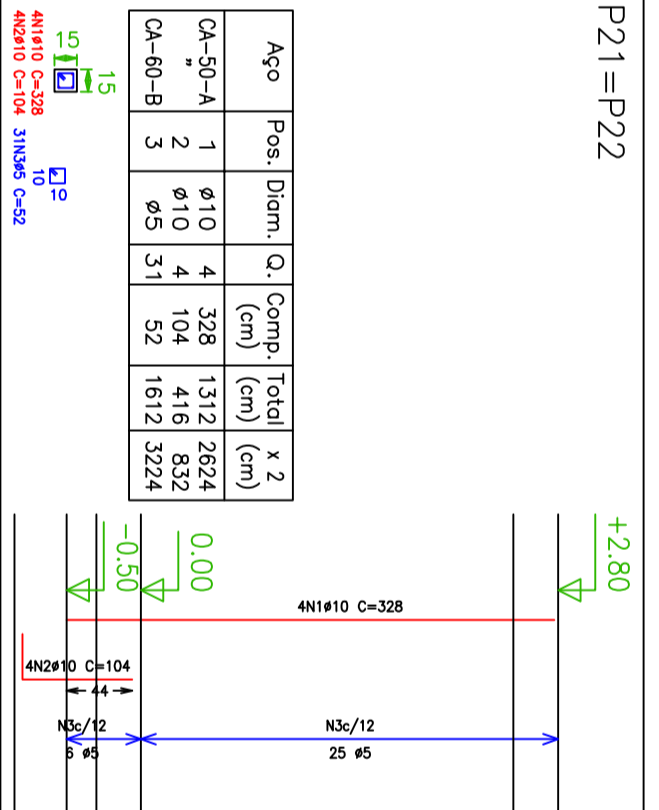 P21=P22
Aço Pos. Diam. Q. Comp. (cm) Total (cm) x 2 (cm)
CA-50-A 1 ø10 4 328 1312 2624
" 2 ø10 4 104 416 832
CA-60-B 3 ø5 31 52 1612 3224
15
15
10
10
4N1ø10 C=328
4N2ø10 C=104 31N3ø5 C=52
+2.80
0.00
-0.50
4N1ø10 C=328
4N2ø10 C=104
44
N3c/12
6 ø5
N3c/12
25 ø5